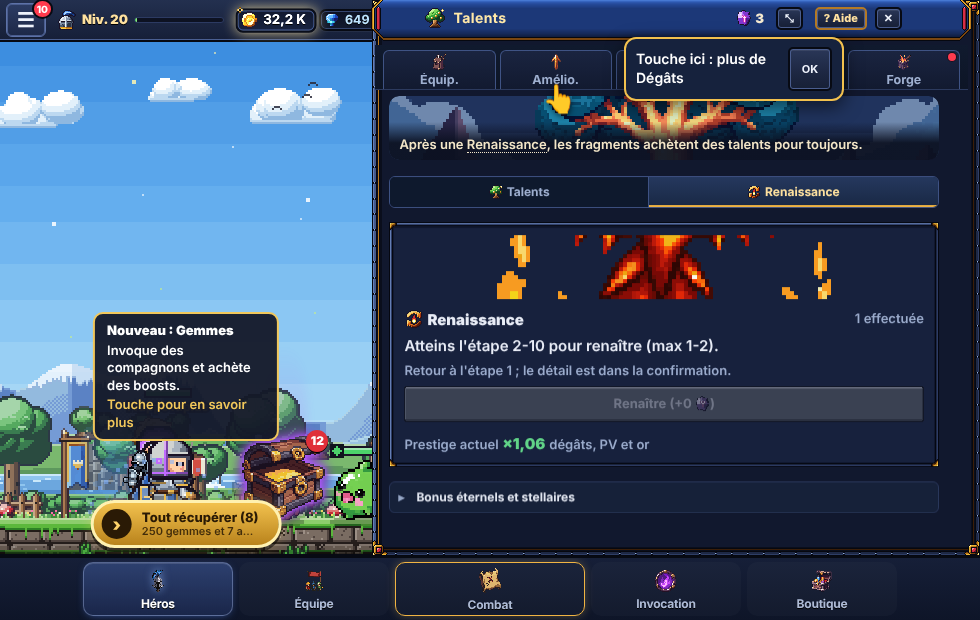 10
Niv. 20
32,2 K
649
Talents
3
? Aide
Équip.
Amélio.
Touche ici : plus de
Dégâts
OK
Forge
Après une Renaissance, les fragments achètent des talents pour toujours.
Talents
Renaissance
Renaissance
1 effectuée
Atteins l'étape 2-10 pour renaître (max 1-2).
Retour à l'étape 1 ; le détail est dans la confirmation.
Renaître (+0 )
Prestige actuel ×1,06 dégâts, PV et or
Bonus éternels et stellaires
Nouveau : Gemmes
Invoque des
compagnons et achète
des boosts.
Touche pour en savoir
plus
12
Tout récupérer (8)
250 gemmes et 7 a...
Héros
Équipe
Combat
Invocation
Boutique